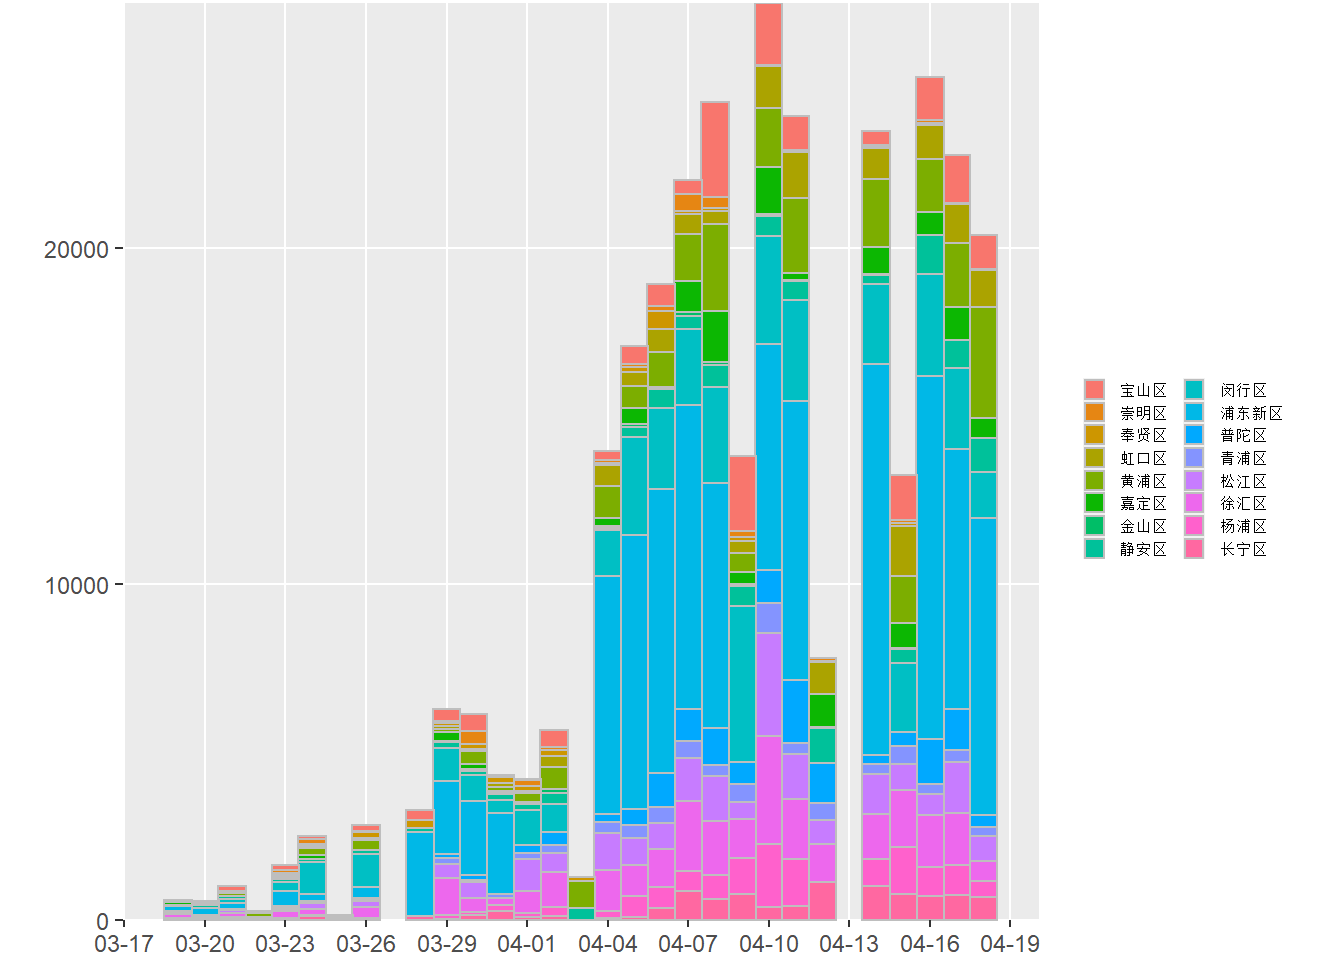 20000
10000
0
03-17 03-20 03-23 03-26 03-29 04-01 04-04 04-07 04-10 04-13 04-16 04-19
宝山区 闵行区
崇明区 浦东新区
奉贤区 普陀区
虹口区 青浦区
黄浦区 松江区
嘉定区 徐汇区
金山区 杨浦区
静安区 长宁区